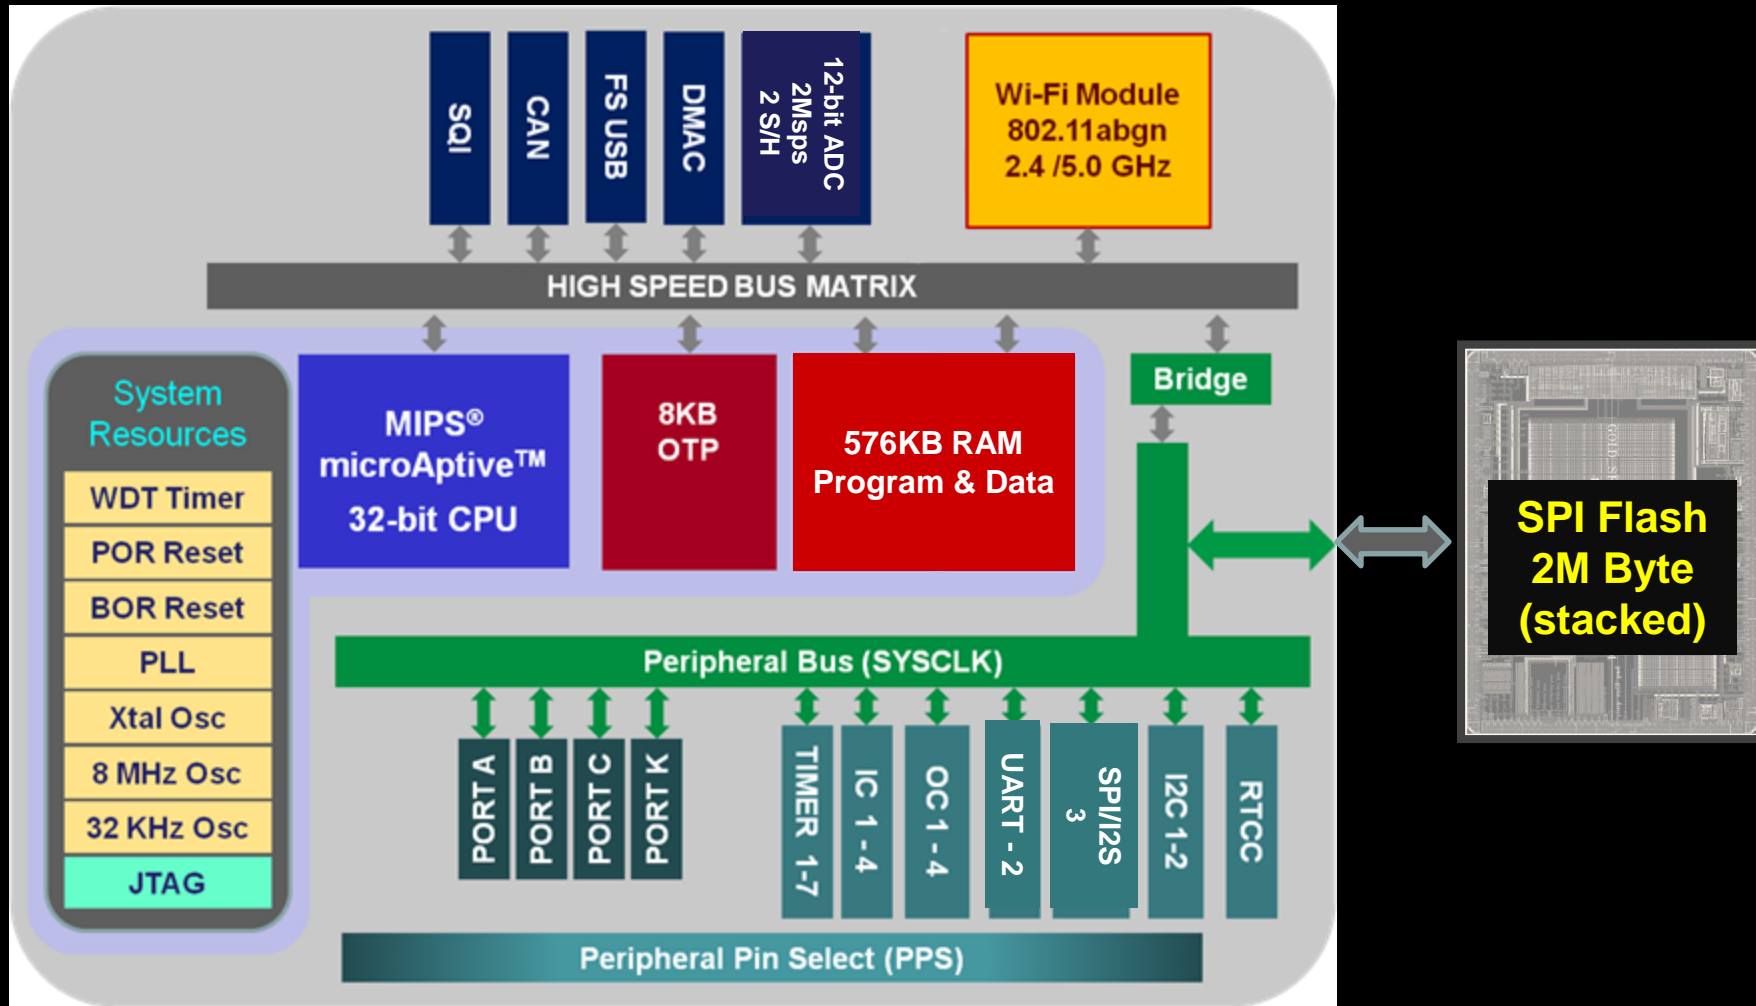 SQI
CAN
FS USB
DMAC
12-bit ADC
2Msps
2 S/H
Wi-Fi Module
802.11abgn
2.4 /5.0 GHz
HIGH SPEED BUS MATRIX
System
Resources
WDT Timer
POR Reset
BOR Reset
PLL
Xtal Osc
8 MHz Osc
32 KHz Osc
JTAG
MIPS®
microAptive™
32-bit CPU
8KB
OTP
576KB RAM
Program & Data
Bridge
SPI Flash
2M Byte
(stacked)
Peripheral Bus (SYSCLK)
PORT A
PORT B
PORT C
PORT K
TIMER 1-7
IC 1 - 4
OC 1 - 4
UART - 2
SPI/I2S
3
I2C 1-2
RTCC
Peripheral Pin Select (PPS)